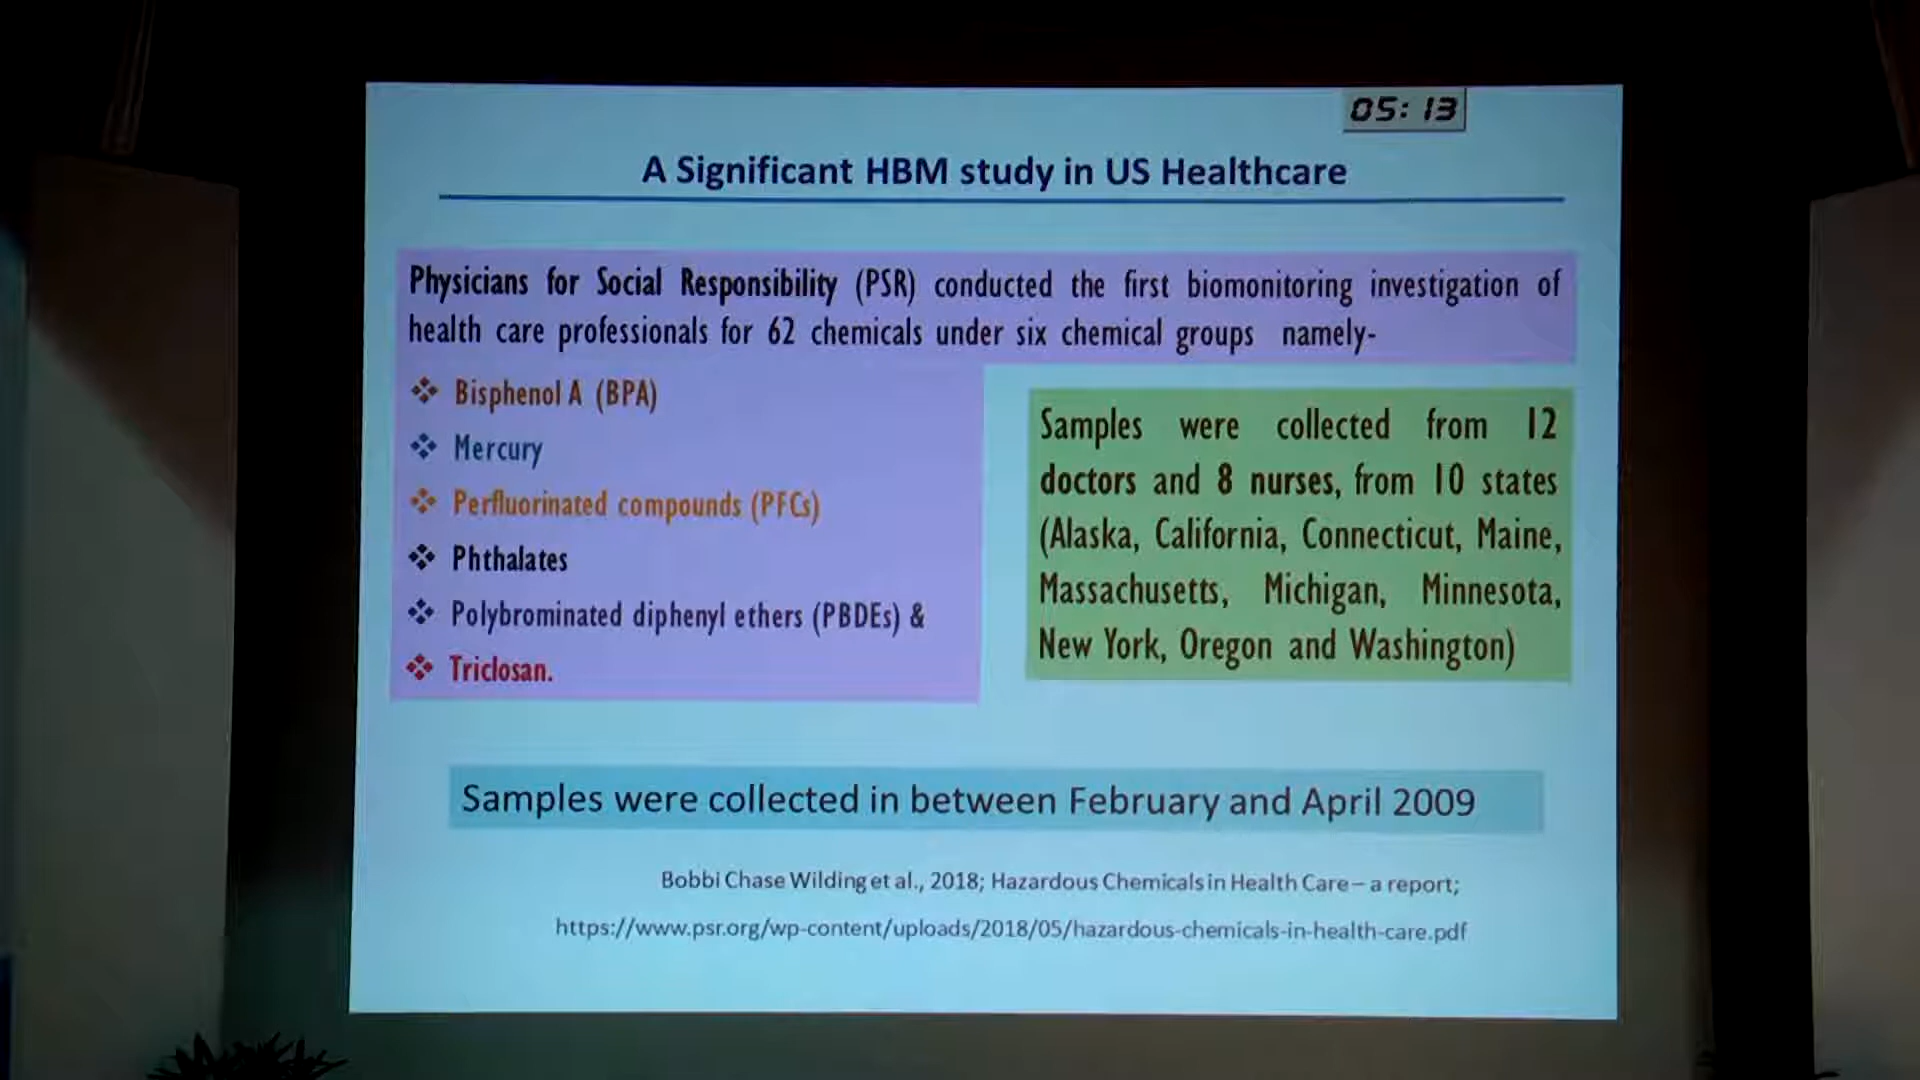 05:13
A Significant HBM study in US Healthcare
Physicians for Social Responsibility (PSR) conducted the first biomonitoring investigation of
health care professionals for 62 chemicals under six chemical groups namely-
❖ Bisphenol A (BPA)
❖ Mercury
❖ Perfluorinated compounds (PFCs)
❖ Phthalates
❖ Polybrominated diphenyl ethers (PBDEs) &
❖ Triclosan.
Samples were collected from 12
doctors and 8 nurses, from 10 states
(Alaska, California, Connecticut, Maine,
Massachusetts, Michigan, Minnesota,
New York, Oregon and Washington)
Samples were collected in between February and April 2009
Bobbi Chase Wilding et al., 2018; Hazardous Chemicals in Health Care – a report;
https://www.psr.org/wp-content/uploads/2018/05/hazardous-chemicals-in-health-care.pdf